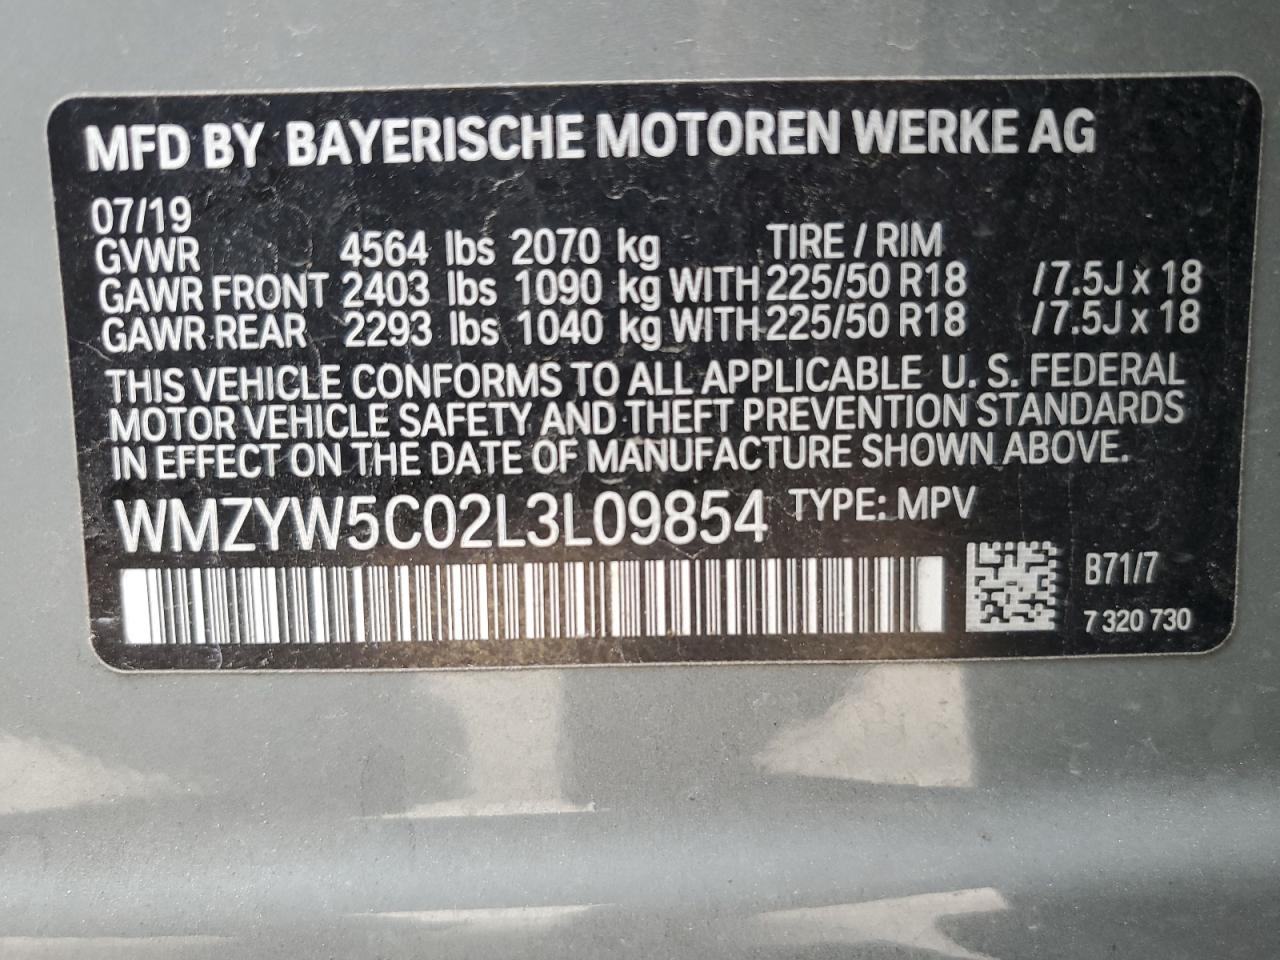 MFD BY BAYERISCHE MOTOREN WERKE AG
07/19
GVWR 4564 lbs 2070 kg TIRE / RIM
GAWR FRONT 2403 lbs 1090 kg WITH 225/50 R18 / 7.5J x 18
GAWR REAR 2293 lbs 1040 kg WITH 225/50 R18 / 7.5J x 18
THIS VEHICLE CONFORMS TO ALL APPLICABLE U. S. FEDERAL
MOTOR VEHICLE SAFETY AND THEFT PREVENTION STANDARDS
IN EFFECT ON THE DATE OF MANUFACTURE SHOWN ABOVE.
WMZYW5C02L3L09854 TYPE: MPV
B71/7
7 320 730